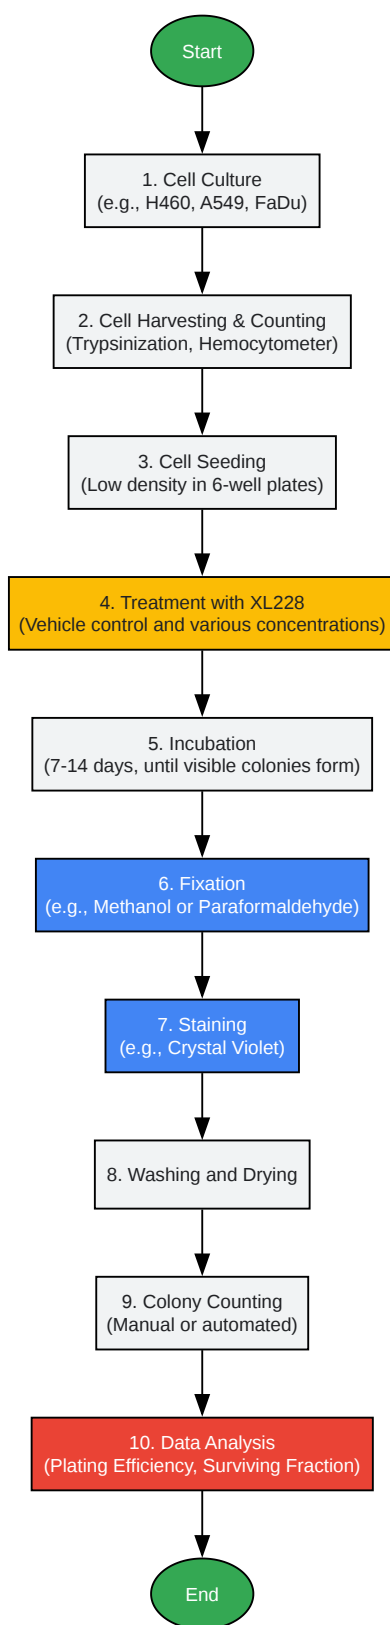 Start
1. Cell Culture
(e.g., H460, A549, FaDu)
2. Cell Harvesting & Counting
(Trypsinization, Hemocytometer)
3. Cell Seeding
(Low density in 6-well plates)
4. Treatment with XL228
(Vehicle control and various concentrations)
5. Incubation
(7-14 days, until visible colonies form)
6. Fixation
(e.g., Methanol or Paraformaldehyde)
7. Staining
(e.g., Crystal Violet)
8. Washing and Drying
9. Colony Counting
(Manual or automated)
10. Data Analysis
(Plating Efficiency, Surviving Fraction)
End